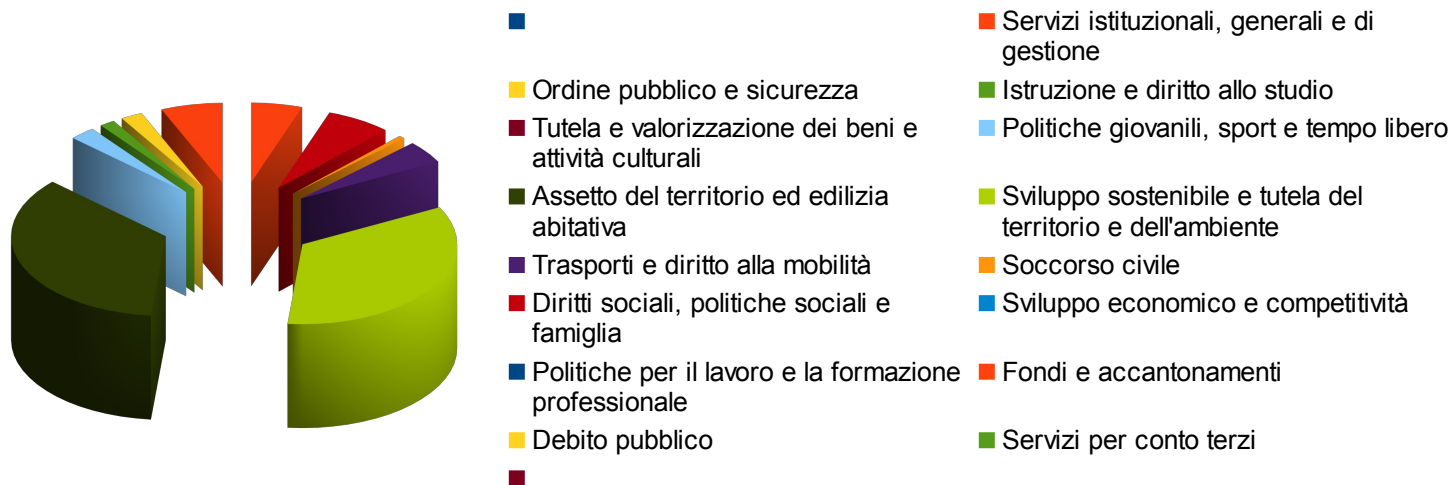 Servizi istituzionali, generali e di
gestione
Ordine pubblico e sicurezza
Istruzione e diritto allo studio
Tutela e valorizzazione dei beni e
attività culturali
Politiche giovanili, sport e tempo libero
Assetto del territorio ed edilizia
abitativa
Sviluppo sostenibile e tutela del
territorio e dell'ambiente
Trasporti e diritto alla mobilità
Soccorso civile
Diritti sociali, politiche sociali e
famiglia
Sviluppo economico e competitività
Politiche per il lavoro e la formazione
professionale
Fondi e accantonamenti
Debito pubblico
Servizi per conto terzi